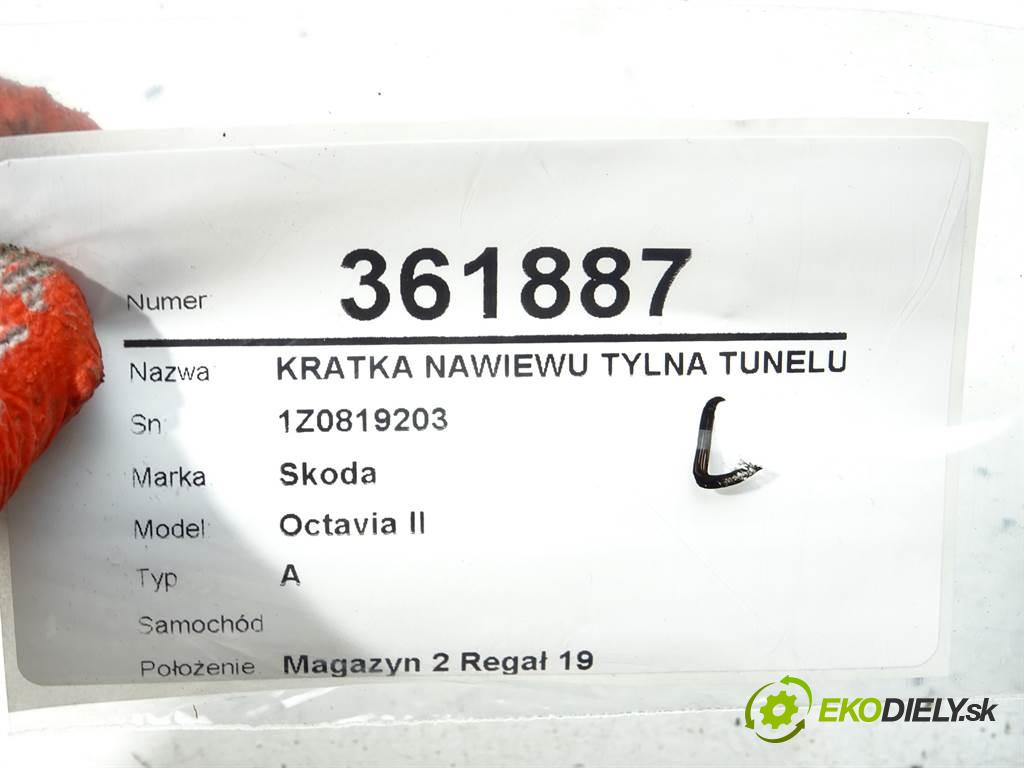 Numer 361887
Nazwa KRATKA NAWIEWU TYLNA TUNELU
Sn 1Z0819203
Marka Skoda
Model Octavia II
Typ A
Samochód
Położenie Magazyn 2 Regał 19
L
EKODIELY.sk